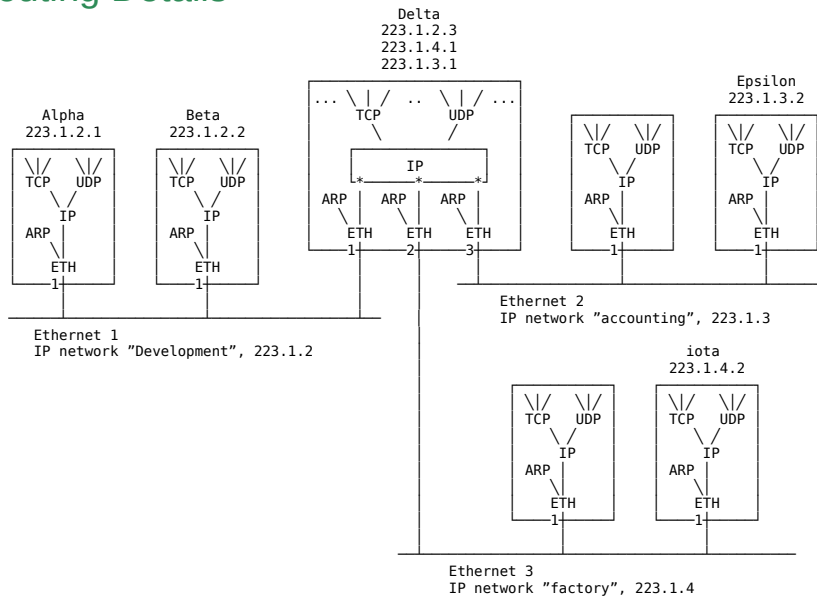 outing Details
Delta
223.1.2.3
223.1.4.1
223.1.3.1
... \ | / .. \ | / ...
TCP UDP
IP
* * *
ARP ARP ARP
ETH ETH ETH
1 2 3
Alpha
223.1.2.1
TCP UDP
IP
ARP
ETH
1
Beta
223.1.2.2
TCP UDP
IP
ARP
ETH
1
TCP UDP
IP
ARP
ETH
1
Epsilon
223.1.3.2
TCP UDP
IP
ARP
ETH
1
Ethernet 2
IP network ”accounting”, 223.1.3
Ethernet 1
IP network ”Development”, 223.1.2
TCP UDP
IP
ARP
ETH
1
iota
223.1.4.2
TCP UDP
IP
ARP
ETH
1
Ethernet 3
IP network ”factory”, 223.1.4